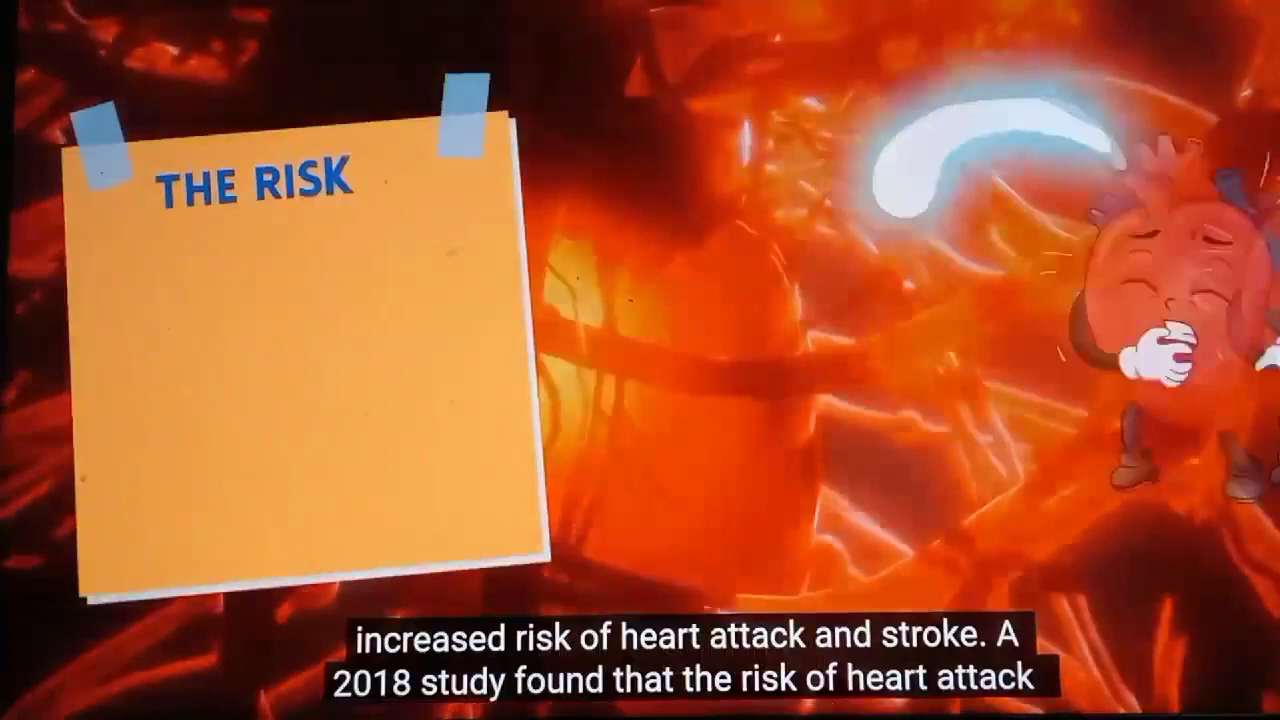 THE RISK
increased risk of heart attack and stroke. A
2018 study found that the risk of heart attack